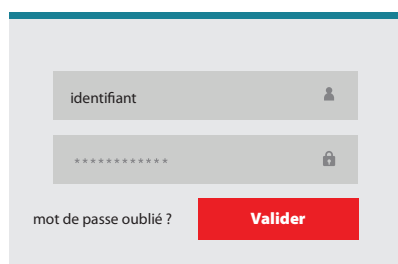 identifiant
************
mot de passe oublié ?
Valider